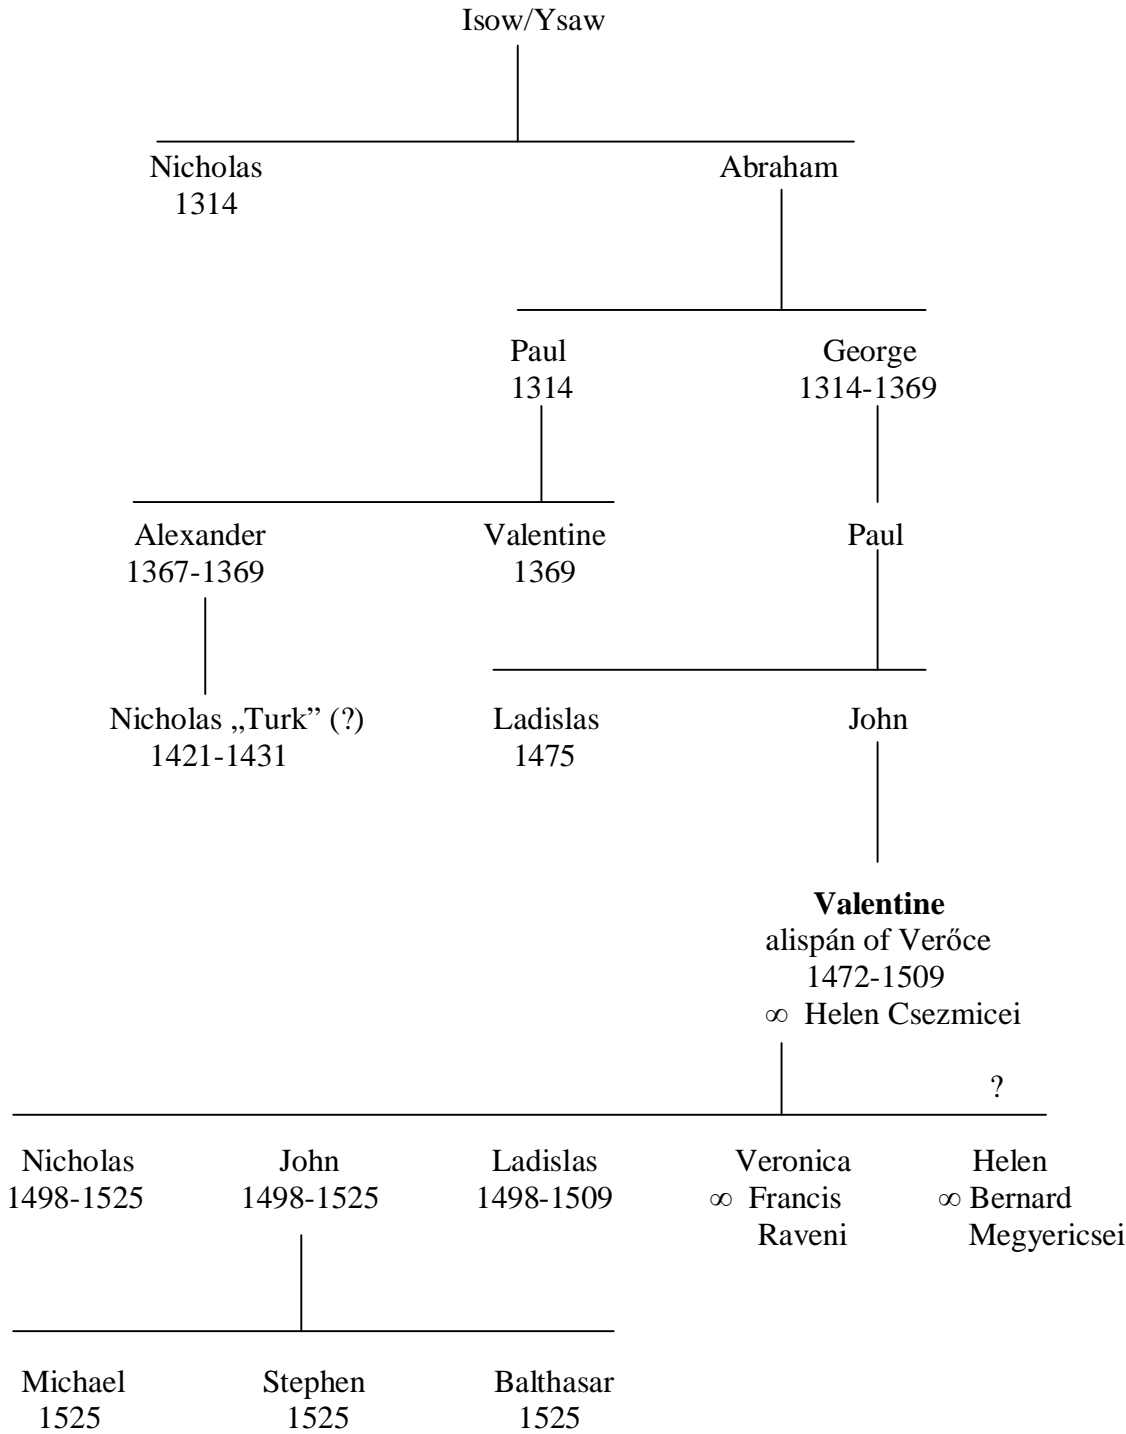 Isow/Ysaw
Nicholas Abraham
1314
Paul George
1314 1314-1369
Alexander Valentine Paul
1367-1369 1369
Nicholas „Turk” (?) Ladislas John
1421-1431 1475
Valentine
alispán of Verőce
1472-1509
∞ Helen Csezmicei
?
Nicholas John Ladislas Veronica Helen
1498-1525 1498-1525 1498-1509 ∞ Francis ∞ Bernard
Raveni Megyericsei
Michael Stephen Balthasar
1525 1525 1525